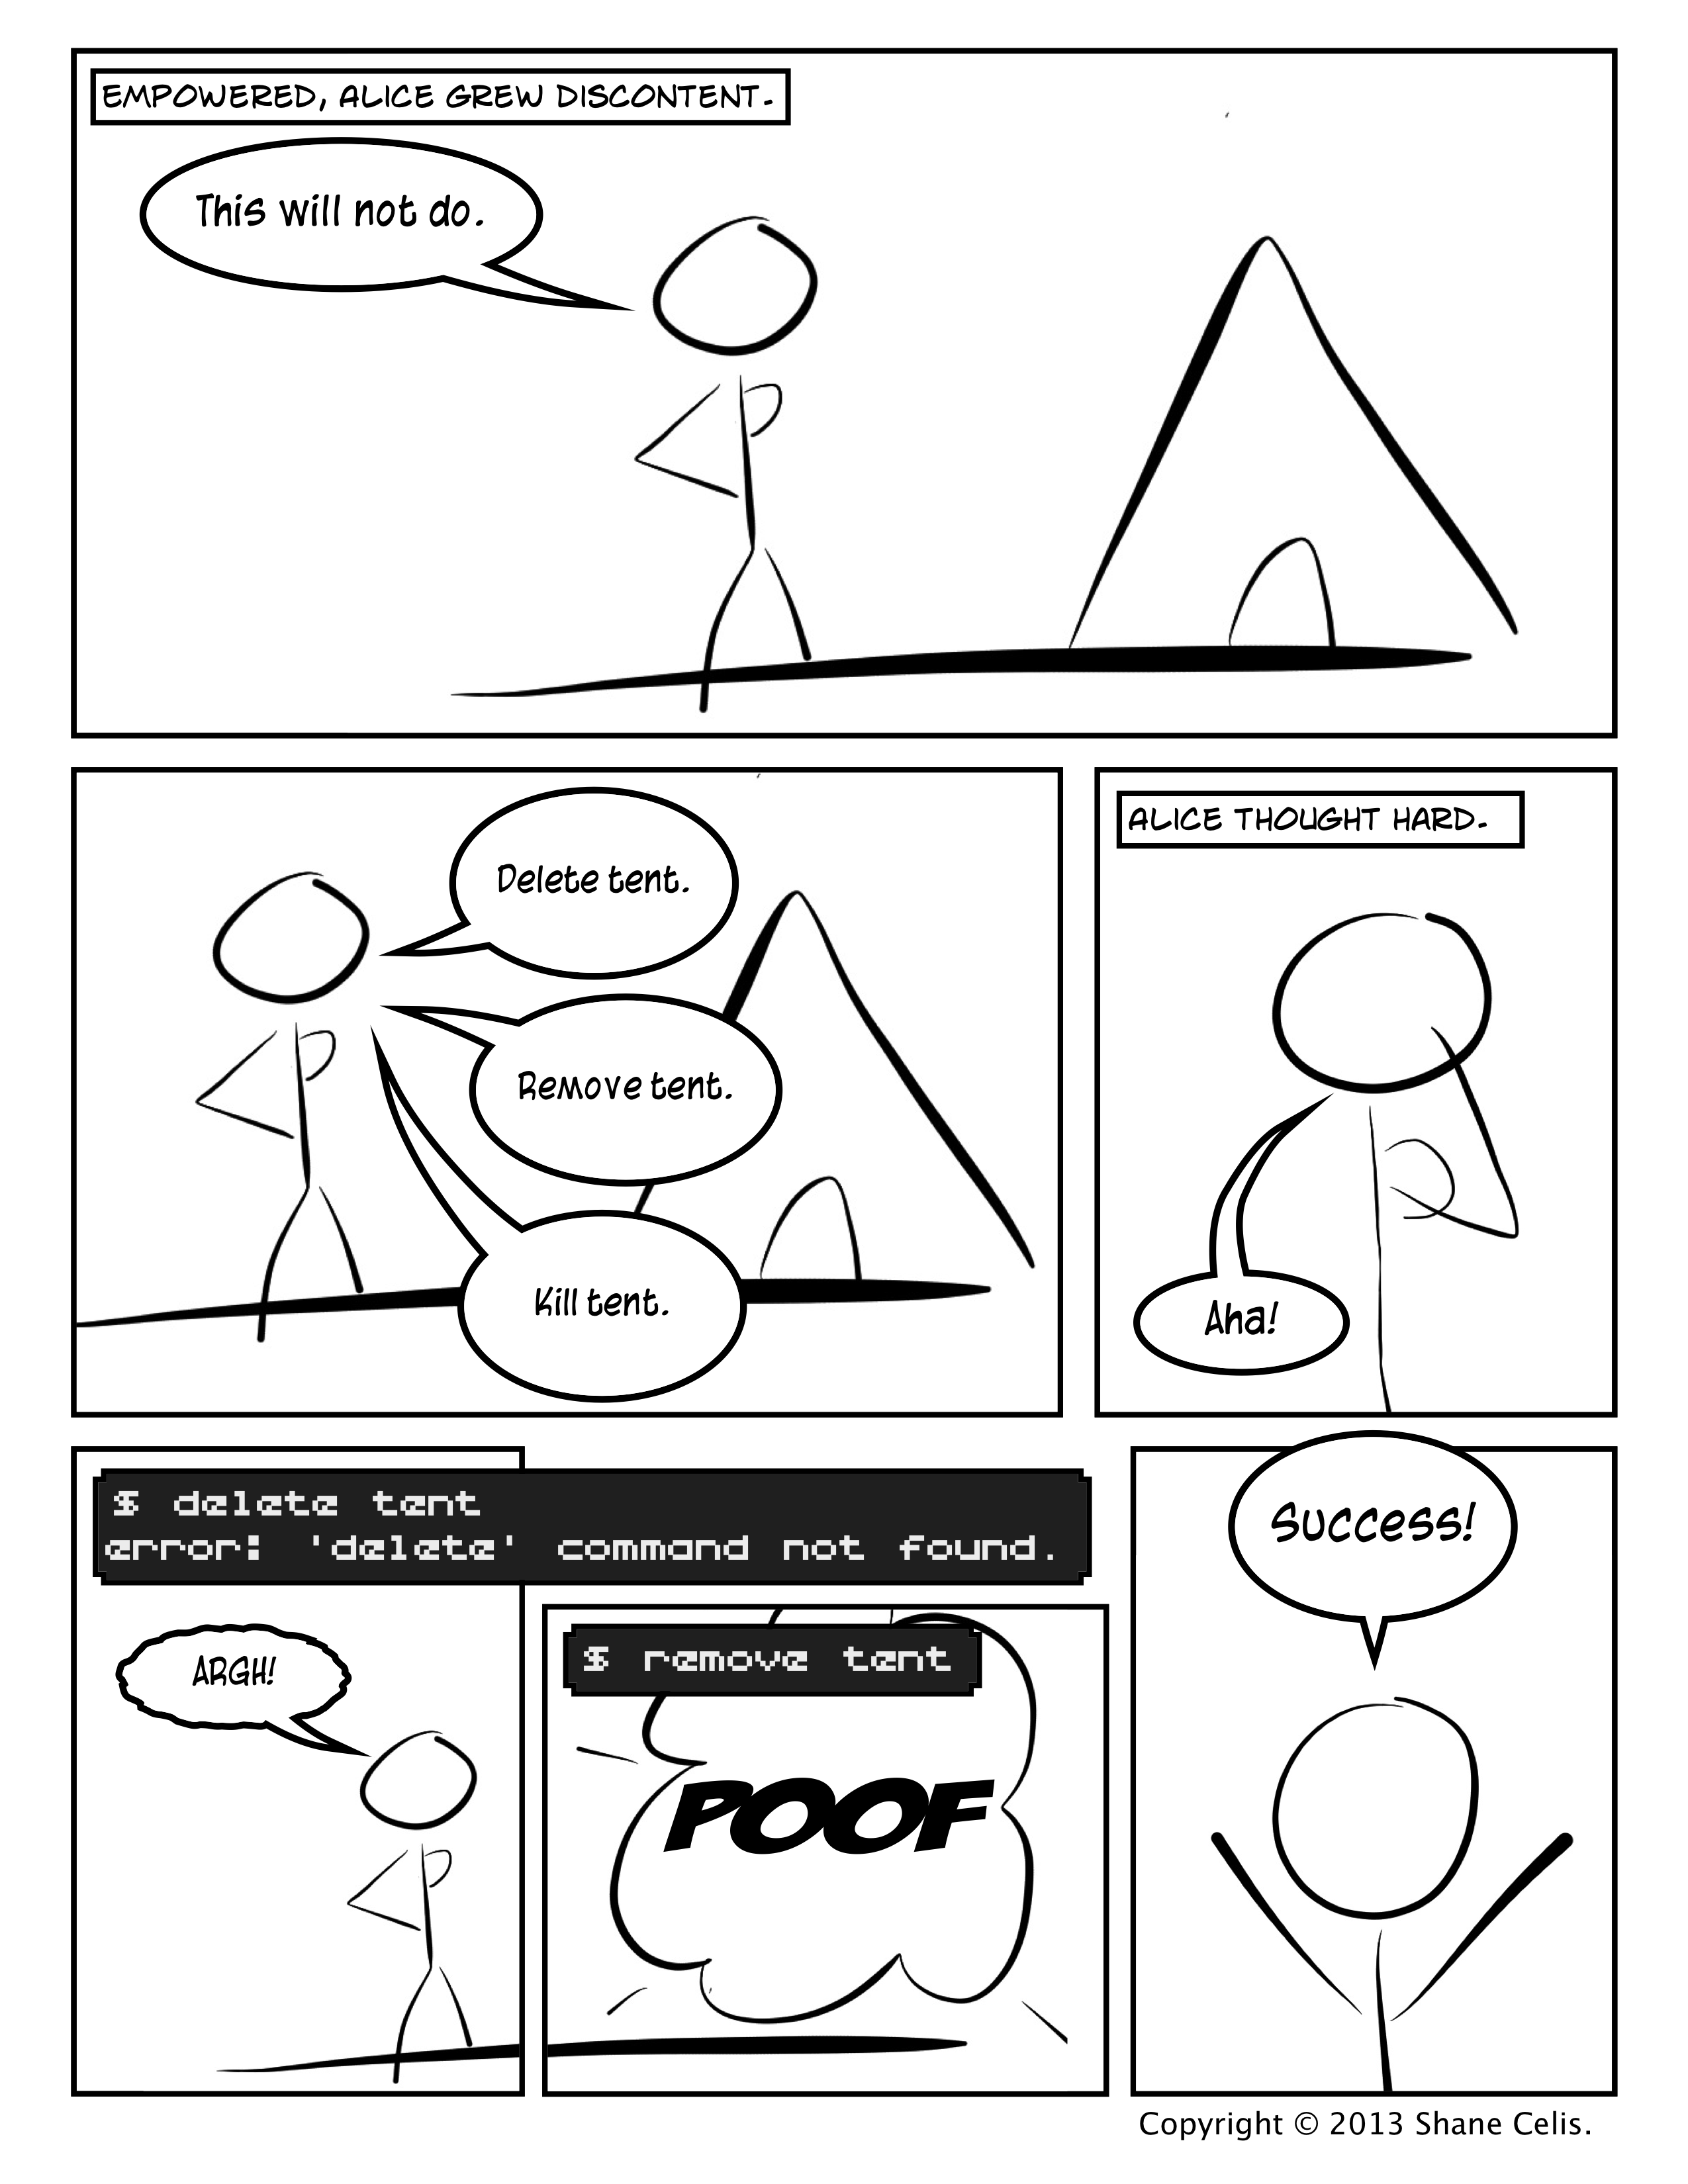 EMPOWERED, ALICE GREW DISCONTENT.
This will not do.
Delete tent.
Remove tent.
Kill tent.
ALICE THOUGHT HARD.
Aha!
$ delete tent
error: 'delete' command not found.
ARGH!
$ remove tent
POOF
Success!
Copyright © 2013 Shane Celis.